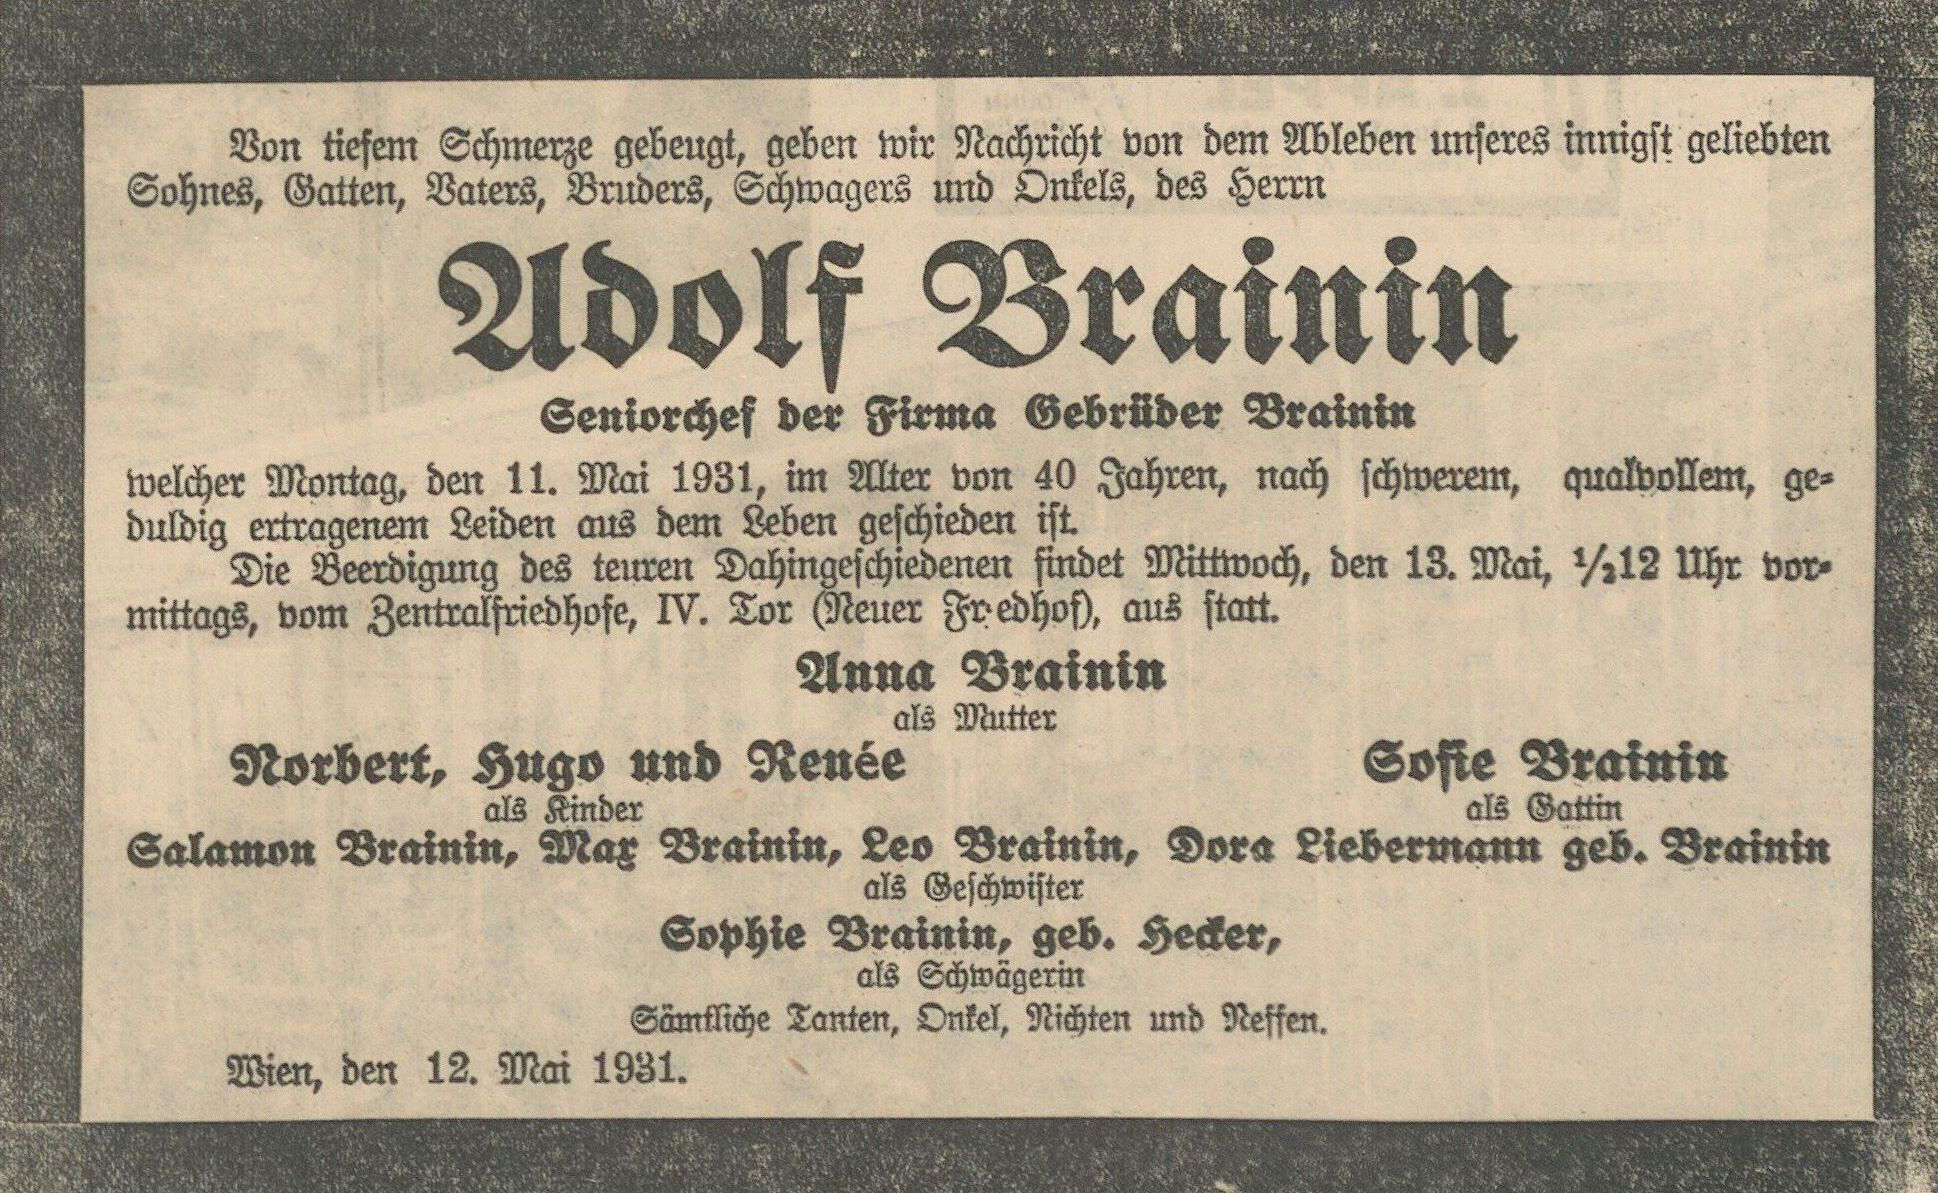 Von tiefem Schmerze gebeugt, geben wir Nachricht von dem Ableben unseres innigst geliebten
Sohnes, Gatten, Vaters, Bruders, Schwagers und Onkels, des Herrn
Adolf Brainin
Seniorchef der Firma Gebrüder Brainin
welcher Montag, den 11. Mai 1931, im Alter von 40 Jahren, nach schwerem, qualvollem, ge-
duldig ertragenem Leiden aus dem Leben geschieden ist.
Die Beerdigung des teuren Dahingeschiedenen findet Mittwoch, den 13. Mai, ½12 Uhr vor-
mittags, vom Zentralfriedhofe, IV. Tor (Neuer Fr edhof), aus statt.
Anna Brainin
als Mutter
Norbert, Hugo und Renée Sofie Brainin
als Kinder als Gattin
Salamon Brainin, Max Brainin, Leo Brainin, Dora Liebermann geb. Brainin
als Geschwister
Sophie Brainin, geb. Hecker,
als Schwägerin
Sämtliche Tanten, Onkel, Nichten und Neffen.
Wien, den 12. Mai 1931.